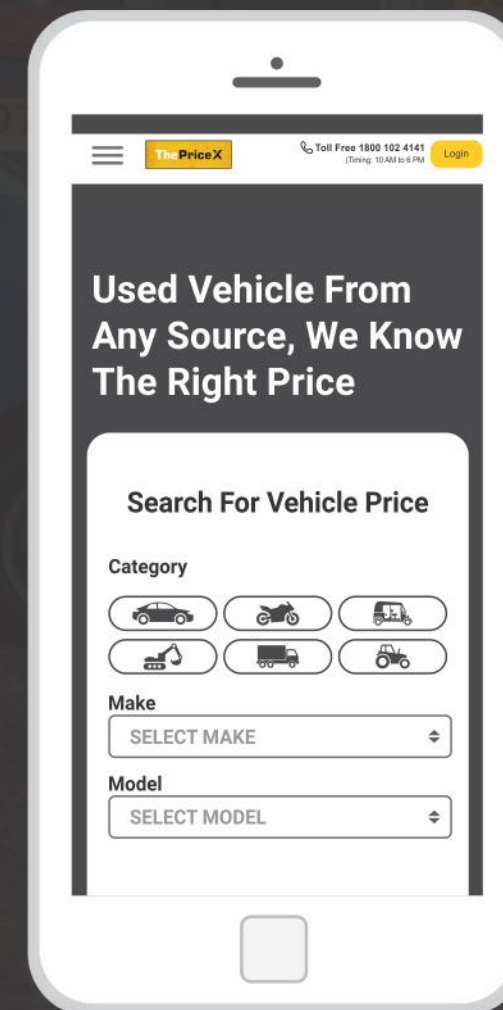 ThePriceX
Toll Free 1800 102 4141
(Timing: 10 AM to 6 PM
Login
Used Vehicle From
Any Source, We Know
The Right Price
Search For Vehicle Price
Category
Make
SELECT MAKE
Model
SELECT MODEL